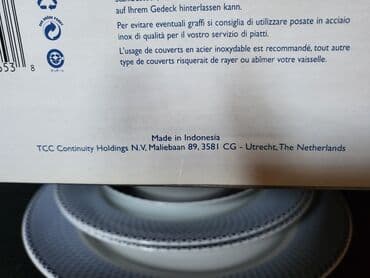 auf Ihrem Gedeck hinterlassen kann.
Per evitare eventuali graffi si consiglia di utilizzare posate in acciaio
inox di qualità per il vostro servizio di piatti.
L'usage de couverts en acier inoxydable est recommandé, tout autre
type de couverts risquerait de rayer ou abîmer votre vaisselle.
8
Made in Indonesia
TCC Continuity Holdings N.V. Maliebaan 89, 3581 CG - Utrecht, The Netherlands